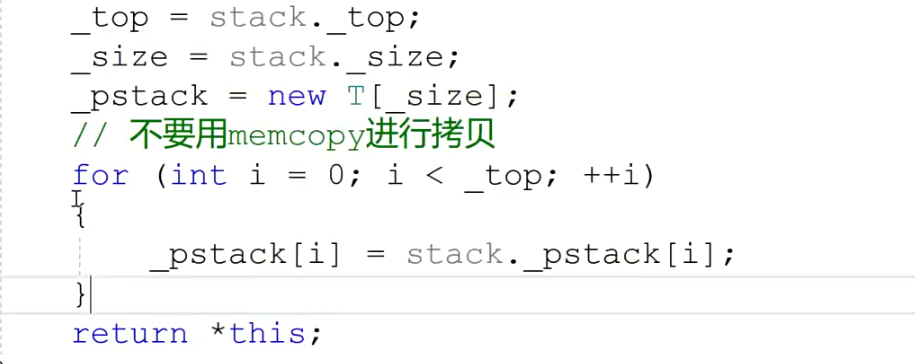 _top = stack._top;
_size = stack._size;
_pstack = new T[_size];
// 不要用memcopy进行拷贝
for (int i = 0; i < _top; ++i)
{
_pstack[i] = stack._pstack[i];
}
return *this;